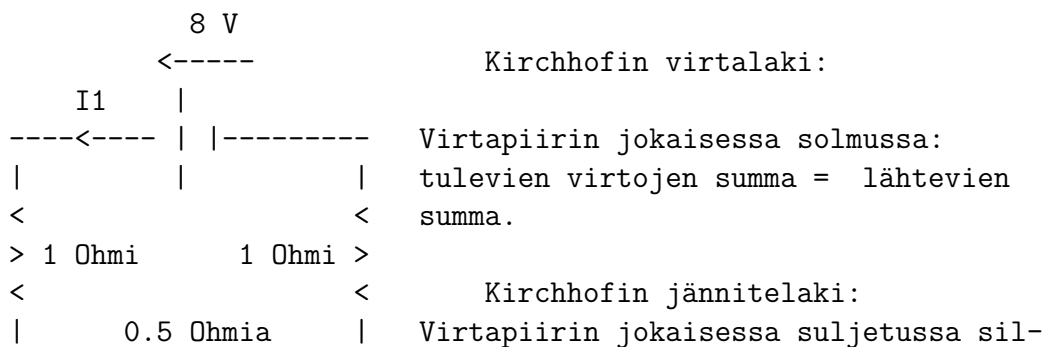 8 V
            <-----               Kirchhofin virtalaki:
     I1      |
----<---- | |--------- Virtapiirin jokaisessa solmussa:
|          |           | tulevien virtojen summa =  lähtevien
<                      < summa.
> 1 Ohmi      1 Ohmi >
<                      <     Kirchhofin jännitelaki:
|      0.5 Ohmia     | Virtapiirin jokaisessa suljetussa sil-